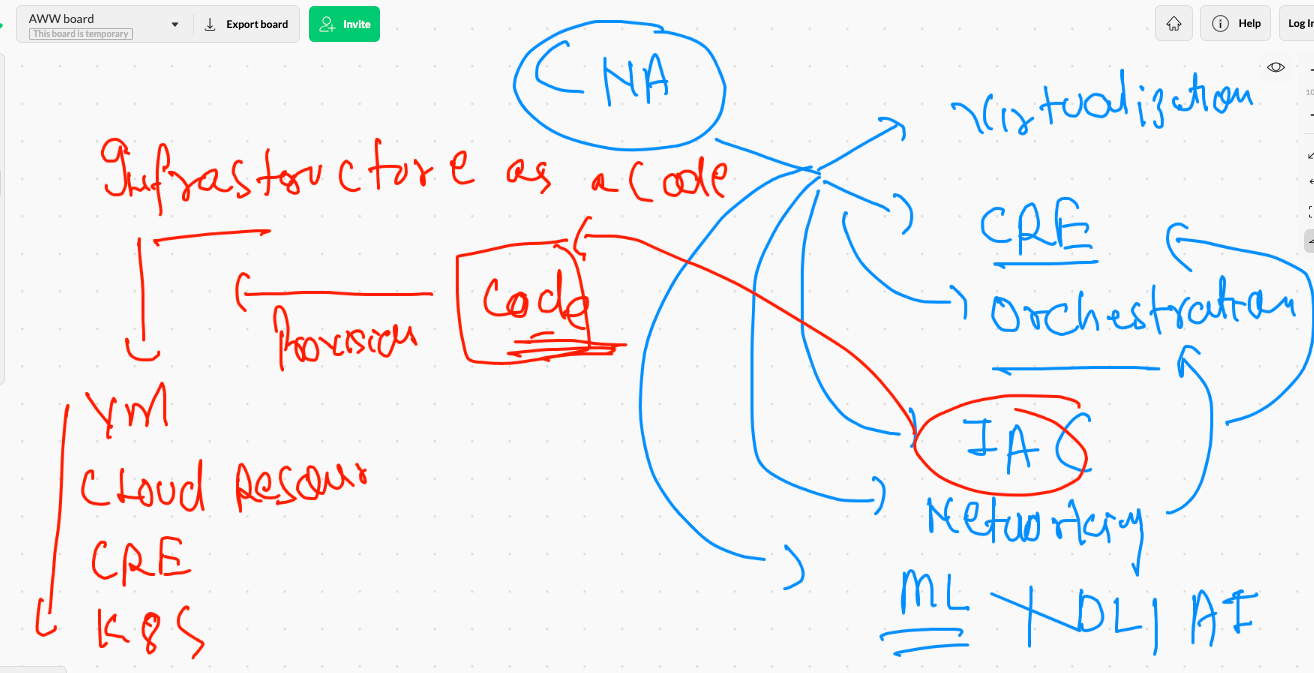 AWW board
This board is temporary
Export board
Invite
Help
Log In
CNA
Virtualization
Infrastructure as a Code
CRE
Code
Orchestration
Provision
VM
IAC
Cloud Resour
Networking
CRE
ML | DL | AI
K8S